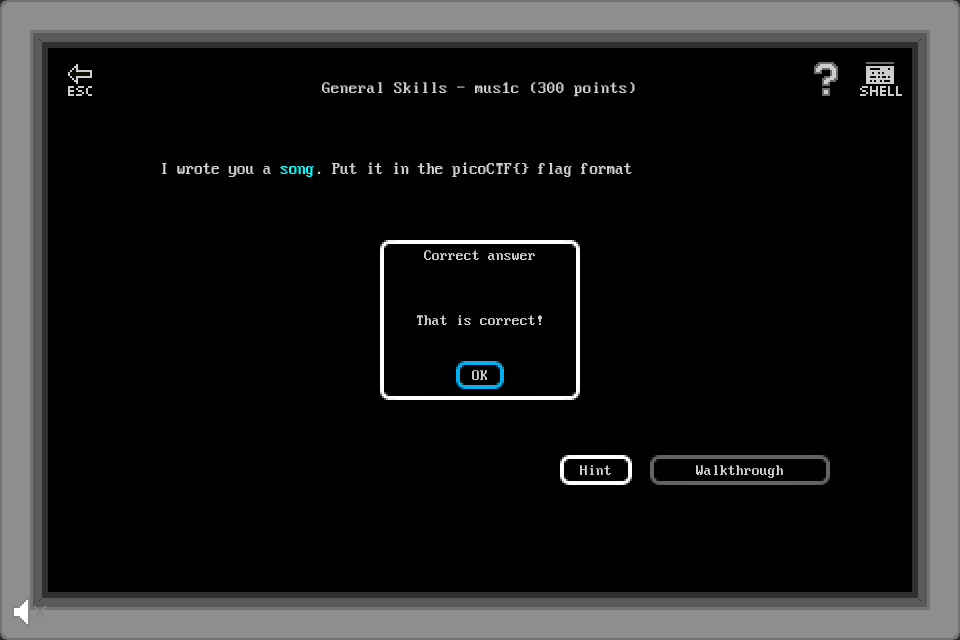 ESC
General Skills - mus1c (300 points)
?
SHELL
I wrote you a song. Put it in the picoCTF{} flag format
Correct answer
That is correct!
OK
Hint
Walkthrough